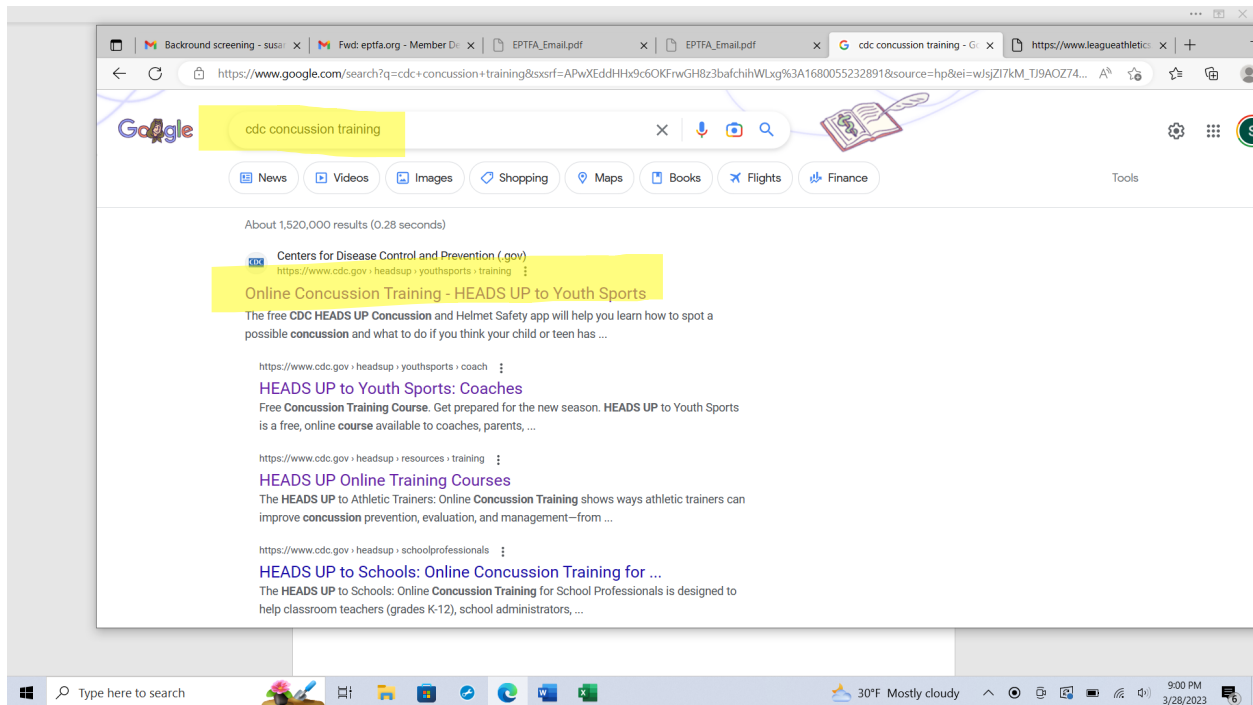 Backround screening - susar
Fwd: eptfa.org - Member De
EPTFA_Email.pdf
EPTFA_Email.pdf
cdc concussion training - Go
https://www.leagueathletics
https://www.google.com/search?q=cdc+concussion+training&sxsrf=APwXEddHHx9c6OKFrwGH8z3bafchihWLxg%3A1680055232891&source=hp&ei=wJsjZI7kM_TJ9AOZ74...
Google
cdc concussion training
News
Videos
Images
Shopping
Maps
Books
Flights
Finance
Tools
About 1,520,000 results (0.28 seconds)
CDC
Centers for Disease Control and Prevention (.gov)
https://www.cdc.gov › headsup › youthsports › training
Online Concussion Training - HEADS UP to Youth Sports
The free CDC HEADS UP Concussion and Helmet Safety app will help you learn how to spot a
possible concussion and what to do if you think your child or teen has ...
https://www.cdc.gov › headsup › youthsports › coach
HEADS UP to Youth Sports: Coaches
Free Concussion Training Course. Get prepared for the new season. HEADS UP to Youth Sports
is a free, online course available to coaches, parents, ...
https://www.cdc.gov › headsup › resources › training
HEADS UP Online Training Courses
The HEADS UP to Athletic Trainers: Online Concussion Training shows ways athletic trainers can
improve concussion prevention, evaluation, and management—from ...
https://www.cdc.gov › headsup › schoolprofessionals
HEADS UP to Schools: Online Concussion Training for ...
The HEADS UP to Schools: Online Concussion Training for School Professionals is designed to
help classroom teachers (grades K-12), school administrators, ...
Type here to search
30°F Mostly cloudy
9:00 PM
3/28/2023
6